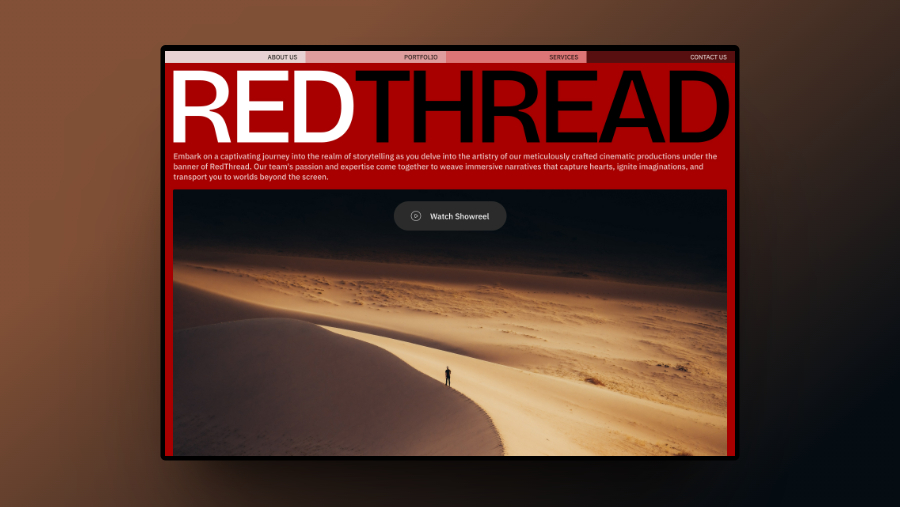 ABOUT US
PORTFOLIO
SERVICES
CONTACT US
REDTHREAD
Embark on a captivating journey into the realm of storytelling as you delve into the artistry of our meticulously crafted cinematic productions under the
banner of RedThread. Our team's passion and expertise come together to weave immersive narratives that capture hearts, ignite imaginations, and
transport you to worlds beyond the screen.
Watch Showreel